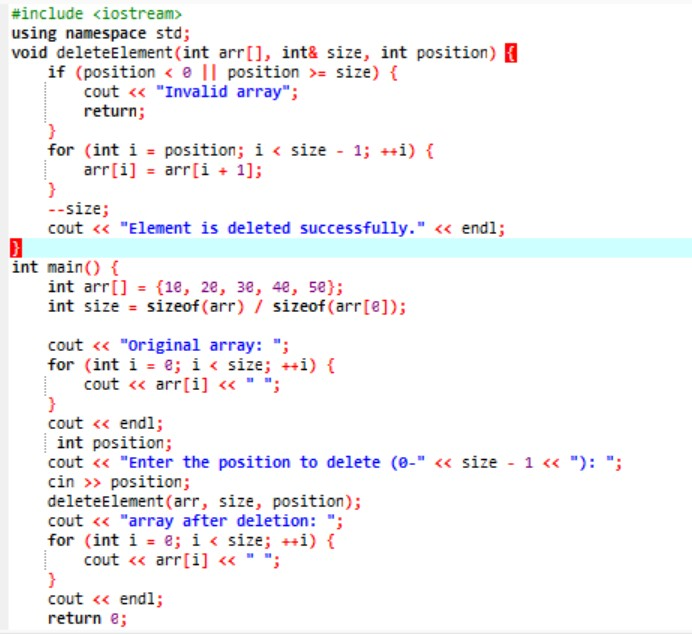 #include <iostream>
using namespace std;
void deleteElement(int arr[], int& size, int position) {
    if (position < 0 || position >= size) {
        cout << "Invalid array";
        return;
    }
    for (int i = position; i < size - 1; ++i) {
        arr[i] = arr[i + 1];
    }
    --size;
    cout << "Element is deleted successfully." << endl;
}
int main() {
    int arr[] = {10, 20, 30, 40, 50};
    int size = sizeof(arr) / sizeof(arr[0]);

    cout << "Original array: ";
    for (int i = 0; i < size; ++i) {
        cout << arr[i] << " ";
    }
    cout << endl;
     int position;
    cout << "Enter the position to delete (0-" << size - 1 << "): ";
    cin >> position;
    deleteElement(arr, size, position);
    cout << "array after deletion: ";
    for (int i = 0; i < size; ++i) {
        cout << arr[i] << " ";
    }
    cout << endl;
    return 0;